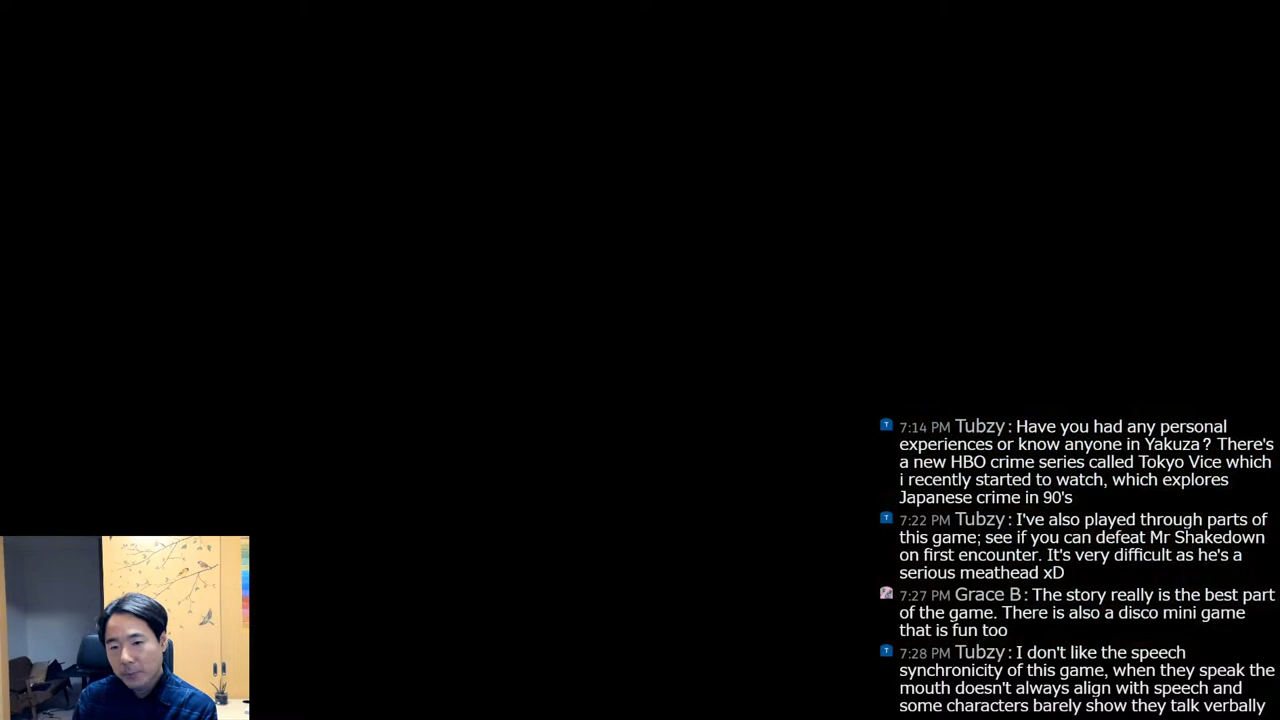 T 7:14 PM Tubzy: Have you had any personal
experiences or know anyone in Yakuza? There's
a new HBO crime series called Tokyo Vice which
i recently started to watch, which explores
Japanese crime in 90's
T 7:22 PM Tubzy: I've also played through parts of
this game; see if you can defeat Mr Shakedown
on first encounter. It's very difficult as he's a
serious meathead xD
7:27 PM Grace B: The story really is the best part
of the game. There is also a disco mini game
that is fun too
T 7:28 PM Tubzy: I don't like the speech
synchronicity of this game, when they speak the
mouth doesn't always align with speech and
some characters barely show they talk verbally